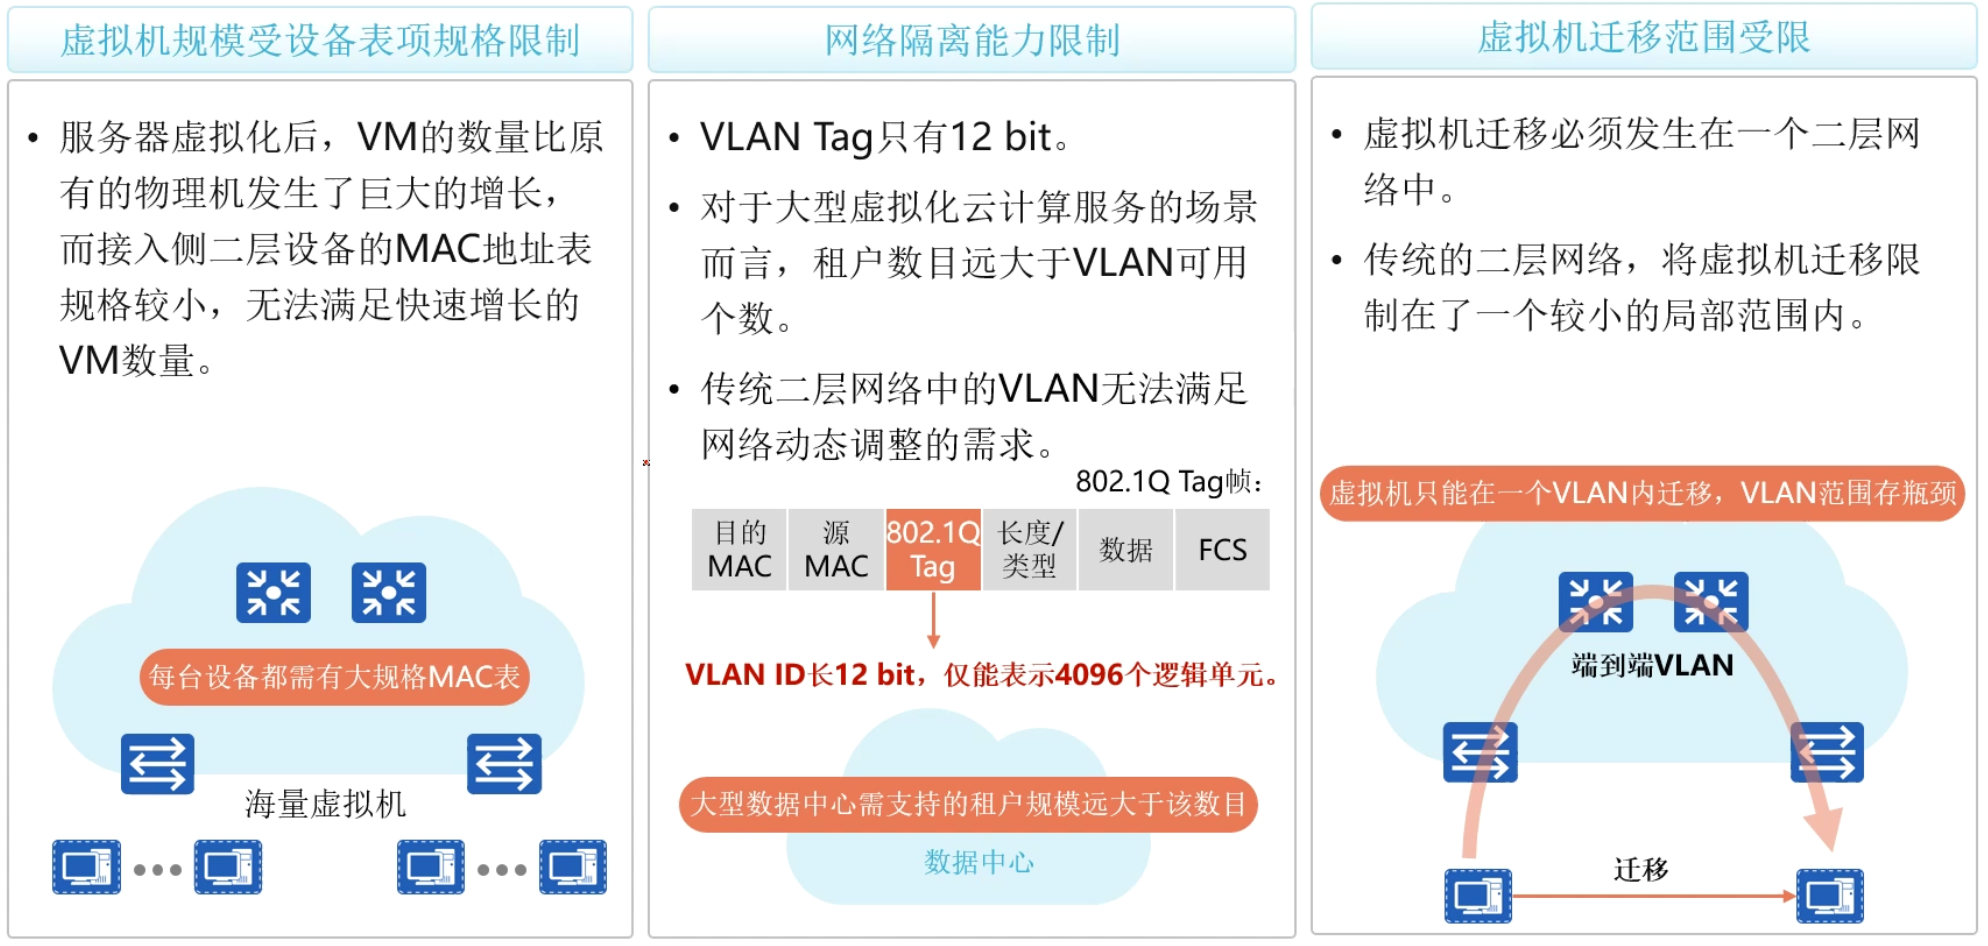 虚拟机规模受设备表项规格限制
• 服务器虚拟化后，VM的数量比原
有的物理机发生了巨大的增长，
而接入侧二层设备的MAC地址表
规格较小，无法满足快速增长的
VM数量。
每台设备都需有大规格MAC表
海量虚拟机
网络隔离能力限制
• VLAN Tag只有12 bit。
• 对于大型虚拟化云计算服务的场景
而言，租户数目远大于VLAN可用
个数。
• 传统二层网络中的VLAN无法满足
网络动态调整的需求。
802.1Q Tag帧：
目的
MAC
源
MAC
802.1Q
Tag
长度/
类型
数据
FCS
VLAN ID长12 bit，仅能表示4096个逻辑单元。
大型数据中心需支持的租户规模远大于该数目
数据中心
虚拟机迁移范围受限
• 虚拟机迁移必须发生在一个二层网
络中。
• 传统的二层网络，将虚拟机迁移限
制在了一个较小的局部范围内。
虚拟机只能在一个VLAN内迁移，VLAN范围存瓶颈
端到端VLAN
迁移